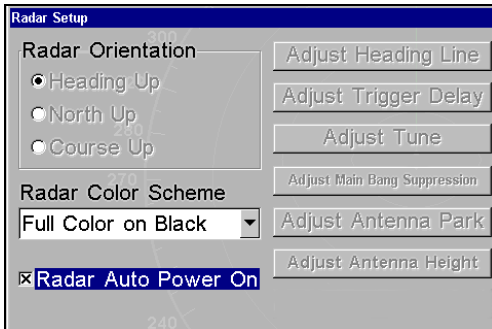 Radar Setup
300
Radar Orientation
Heading Up
North Up
280
Course Up
270
Radar Color Scheme
Full Color on Black
Radar Auto Power On
240
Adjust Heading Line
Adjust Trigger Delay
Adjust Tune
Adjust Main Bang Suppression
Adjust Antenna Park
Adjust Antenna Height